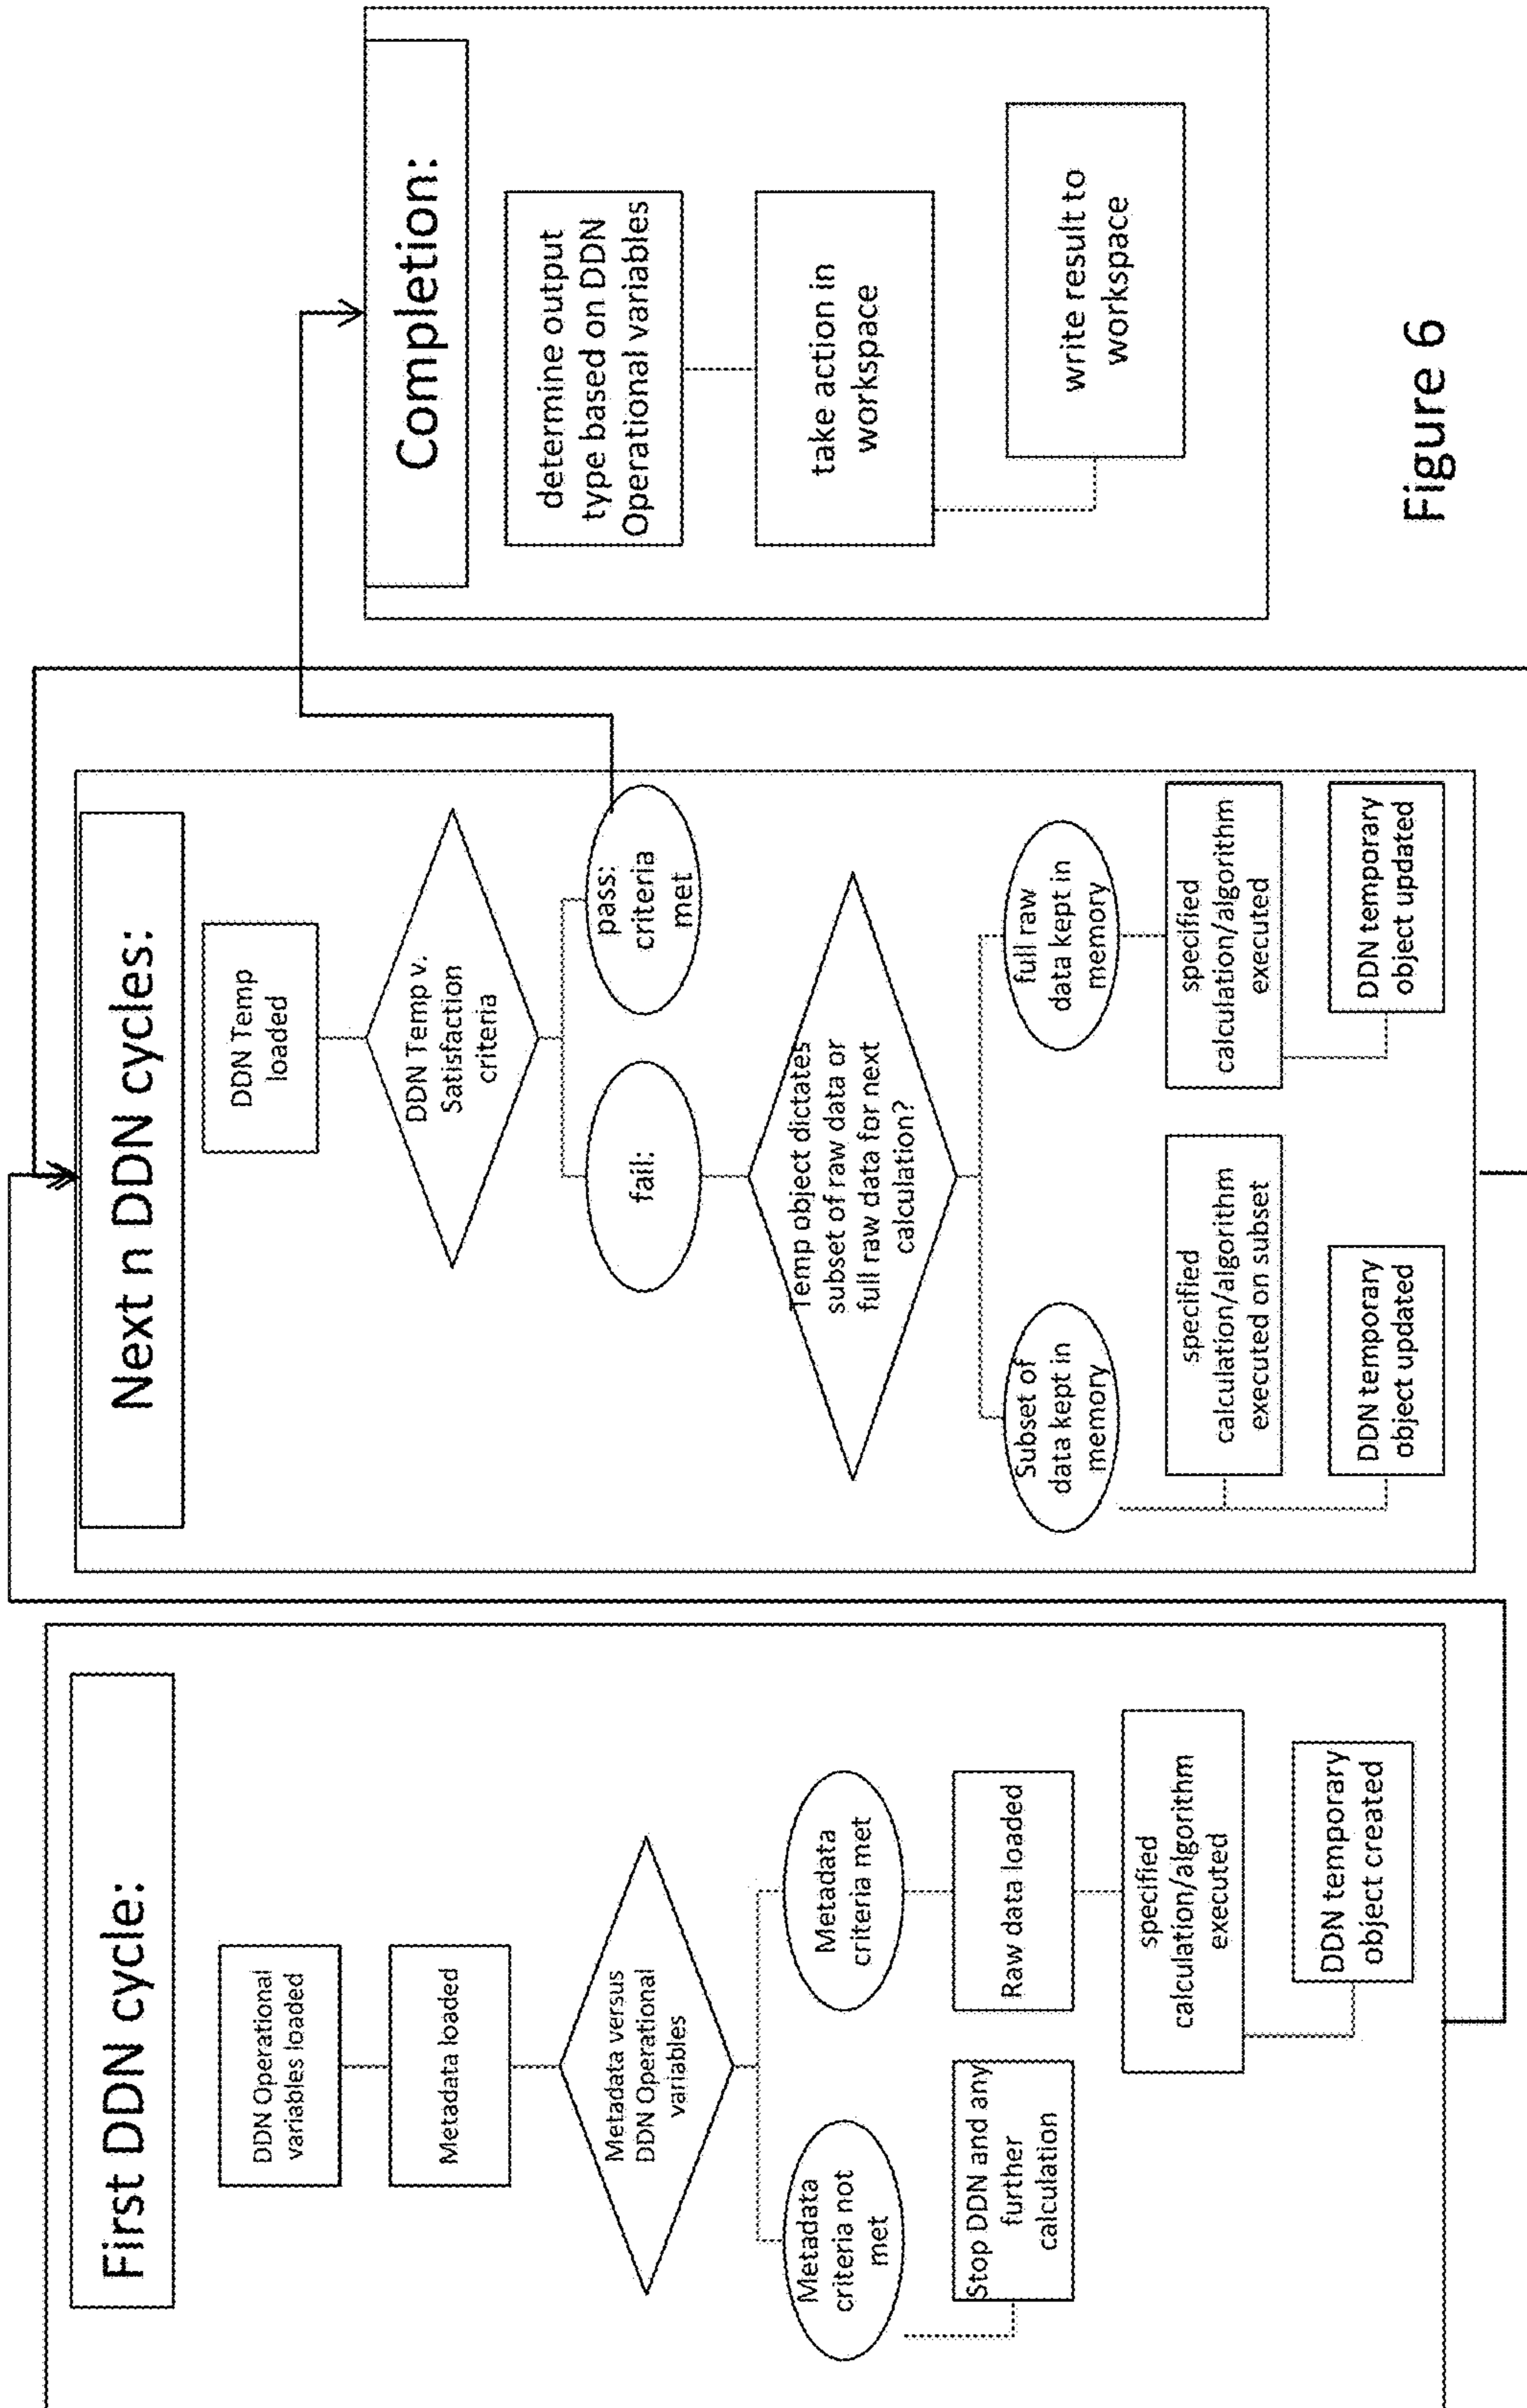 First DDN cycle:
DDN Operational
variables loaded
Metadata loaded
Metadata versus
DDN Operational
variables
Metadata
criteria not
met
Stop DDN and any
further
calculation
Metadata
criteria met
Raw data loaded
specified
calculation/algorithm
executed
DDN temporary
object created
Next n DDN cycles:
DDN Temp
loaded
DDN Temp v.
Satisfaction
criteria
fail:
pass:
criteria
met
Temp object dictates
subset of raw data or
full raw data for next
calculation?
Subset of
data kept in
memory
specified
calculation/algorithm
executed on subset
DDN temporary
object updated
full raw
data kept in
memory
specified
calculation/algorithm
executed
DDN temporary
object updated
Completion:
determine output
type based on DDN
Operational variables
take action in
workspace
write result to
workspace
Figure 6